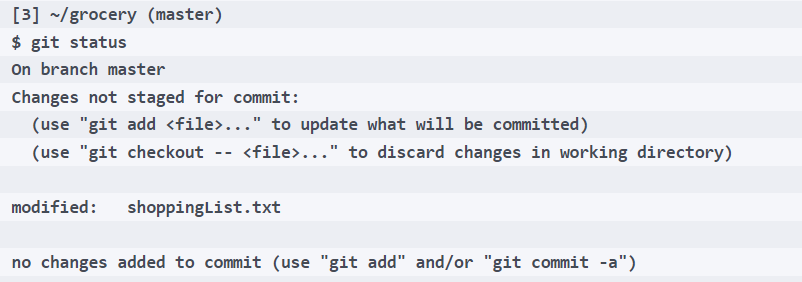 [3] ~/grocery (master)
$ git status
On branch master
Changes not staged for commit:
  (use "git add <file>..." to update what will be committed)
  (use "git checkout -- <file>..." to discard changes in working directory)

modified:   shoppingList.txt

no changes added to commit (use "git add" and/or "git commit -a")